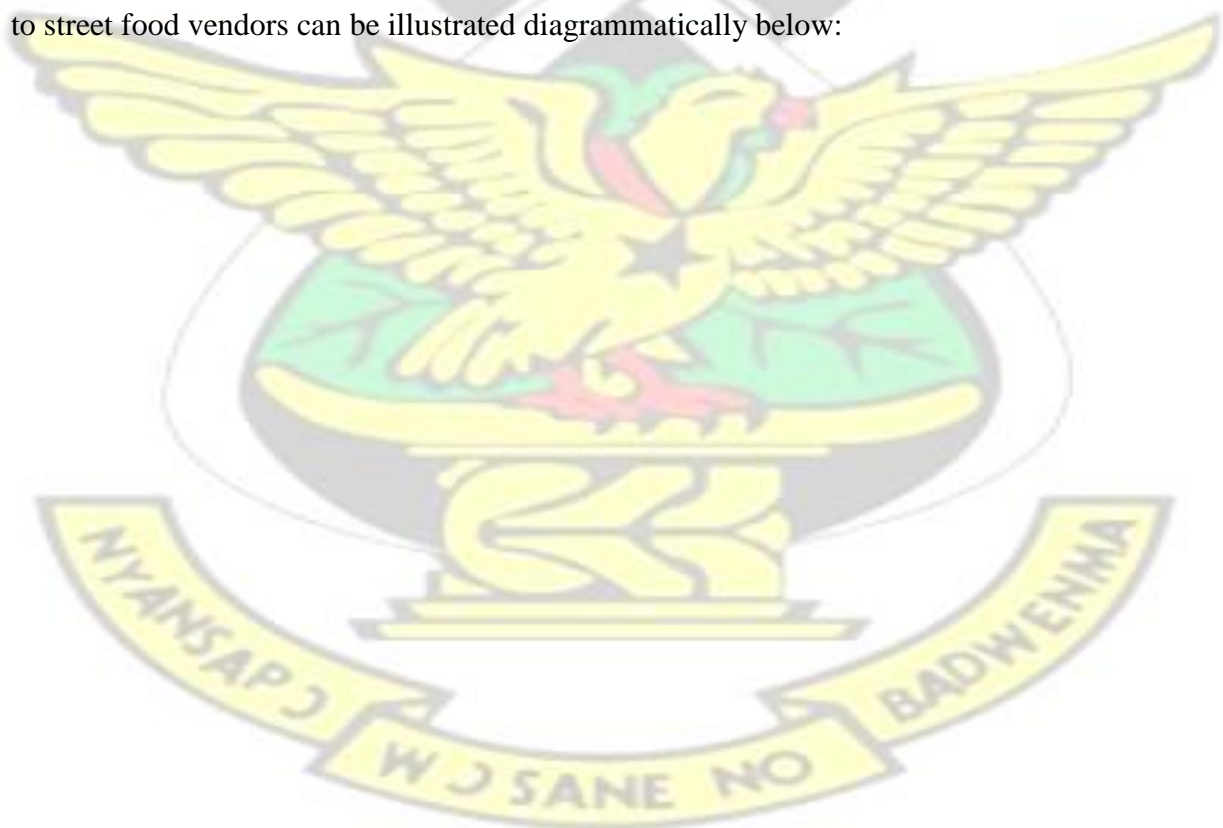 to street food vendors can be illustrated diagrammatically below:
NYANSAPƆ
WƆSANE NO
BADWENMA